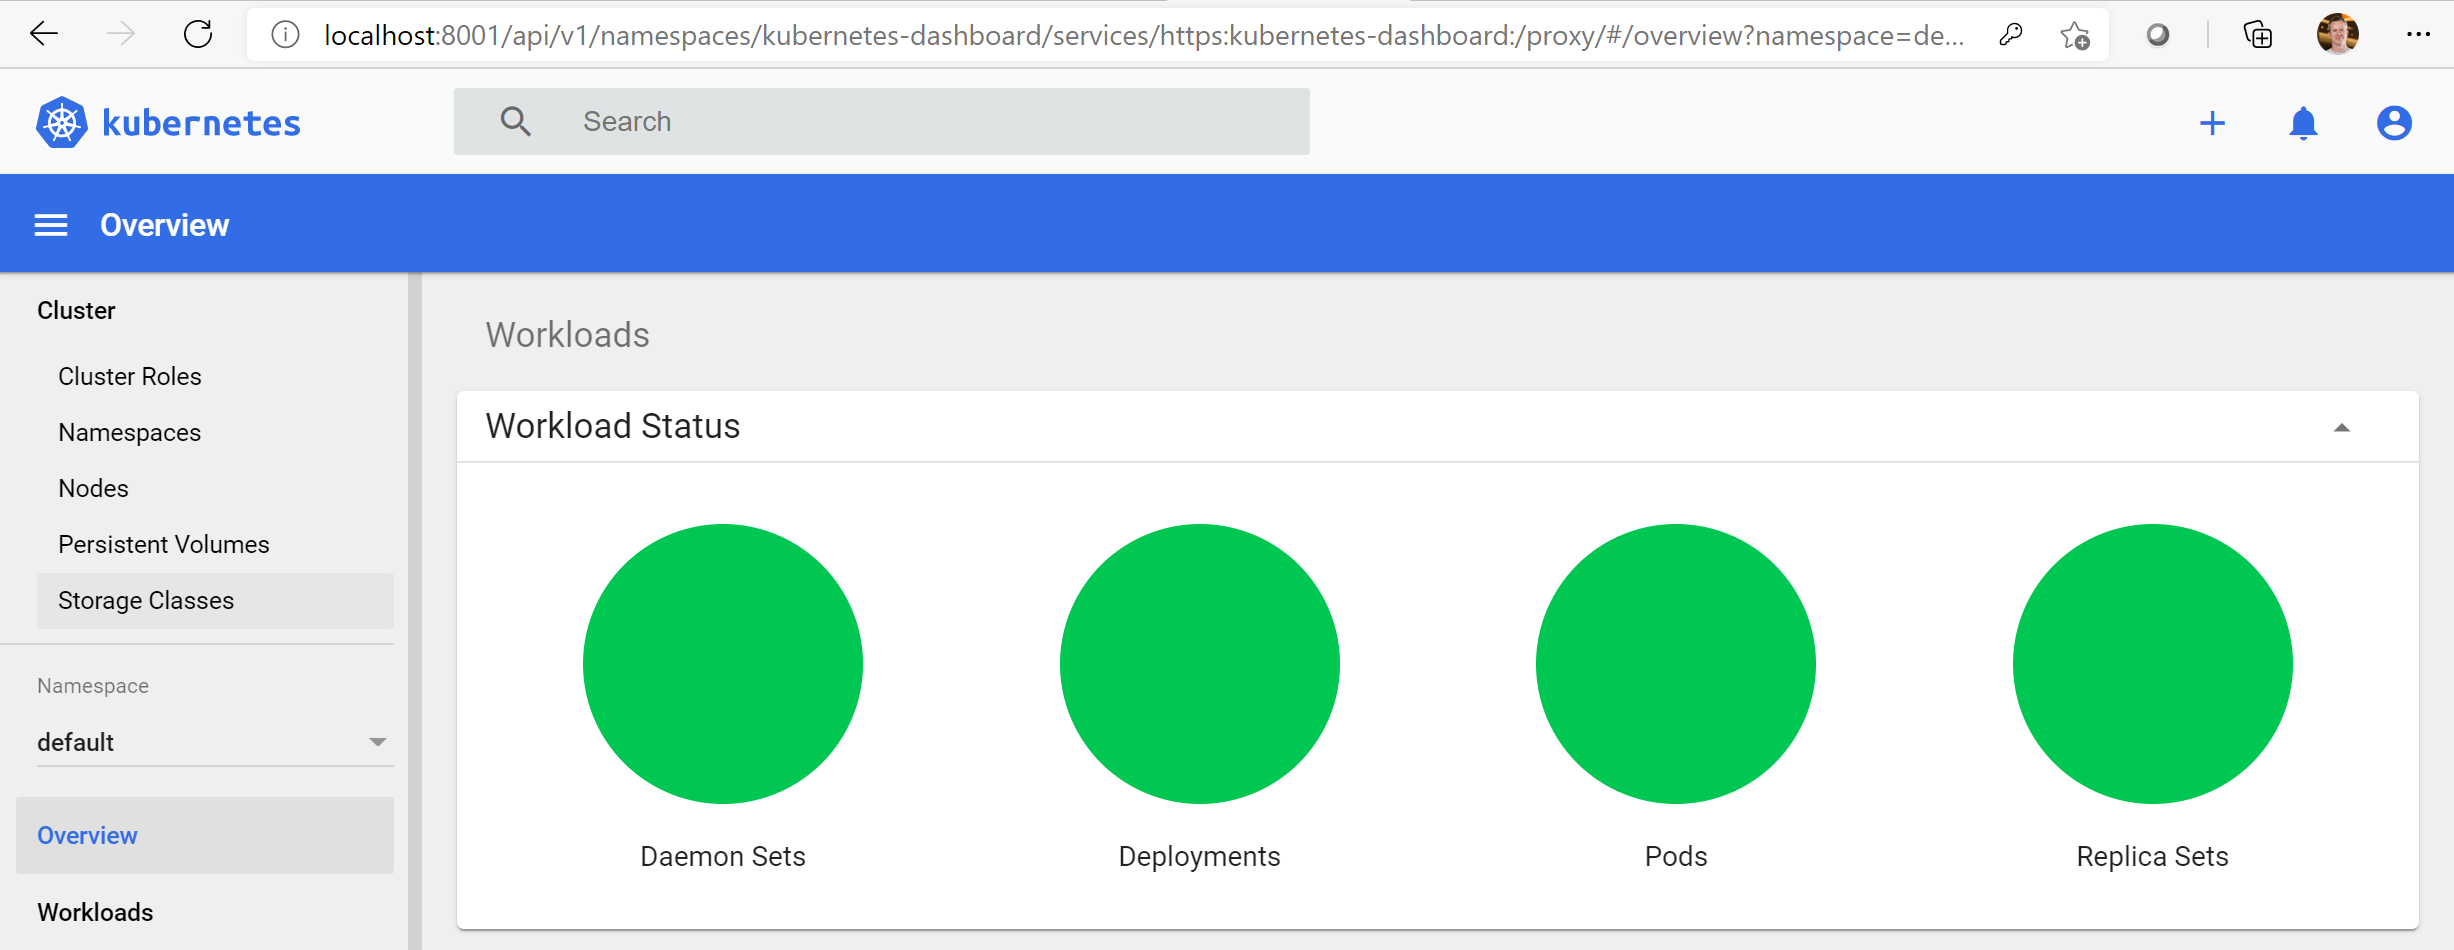 localhost:8001/api/v1/namespaces/kubernetes-dashboard/services/https:kubernetes-dashboard:/proxy/#/overview?namespace=de...
kubernetes
Search
Overview
Cluster
Cluster Roles
Namespaces
Nodes
Persistent Volumes
Storage Classes
Namespace
default
Overview
Workloads
Workloads
Workload Status
Daemon Sets
Deployments
Pods
Replica Sets